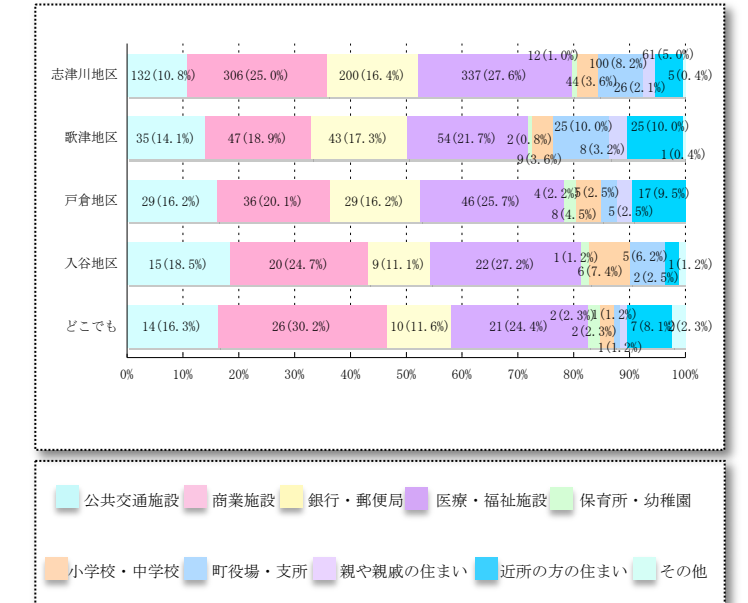 12(1.0%) 61(5.0%)
100(8.2%)
志津川地区 132(10.8%) 306(25.0%) 200(16.4%) 337(27.6%) 44(3.6%) 26(2.1%) 5(0.4%)
歌津地区 35(14.1%) 47(18.9%) 43(17.3%) 54(21.7%) 2(0.8%) 25(10.0%) 25(10.0%)
9(3.6%) 8(3.2%) 1(0.4%)
戸倉地区 29(16.2%) 36(20.1%) 29(16.2%) 46(25.7%) 4(2.2%) 5(2.5%) 17(9.5%)
8(4.5%) 5(2.5%)
入谷地区 15(18.5%) 20(24.7%) 9(11.1%) 22(27.2%) 1(1.2%) 5(6.2%) 1(1.2%)
6(7.4%) 2(2.5%)
どこでも 14(16.3%) 26(30.2%) 10(11.6%) 21(24.4%) 2(2.3%) 1(1.2%) 7(8.1%) 2(2.3%)
2(2.3%) 1(1.2%)
0% 10% 20% 30% 40% 50% 60% 70% 80% 90% 100%
公共交通施設 商業施設 銀行・郵便局 医療・福祉施設 保育所・幼稚園
小学校・中学校 町役場・支所 親や親戚の住まい 近所の方の住まい その他